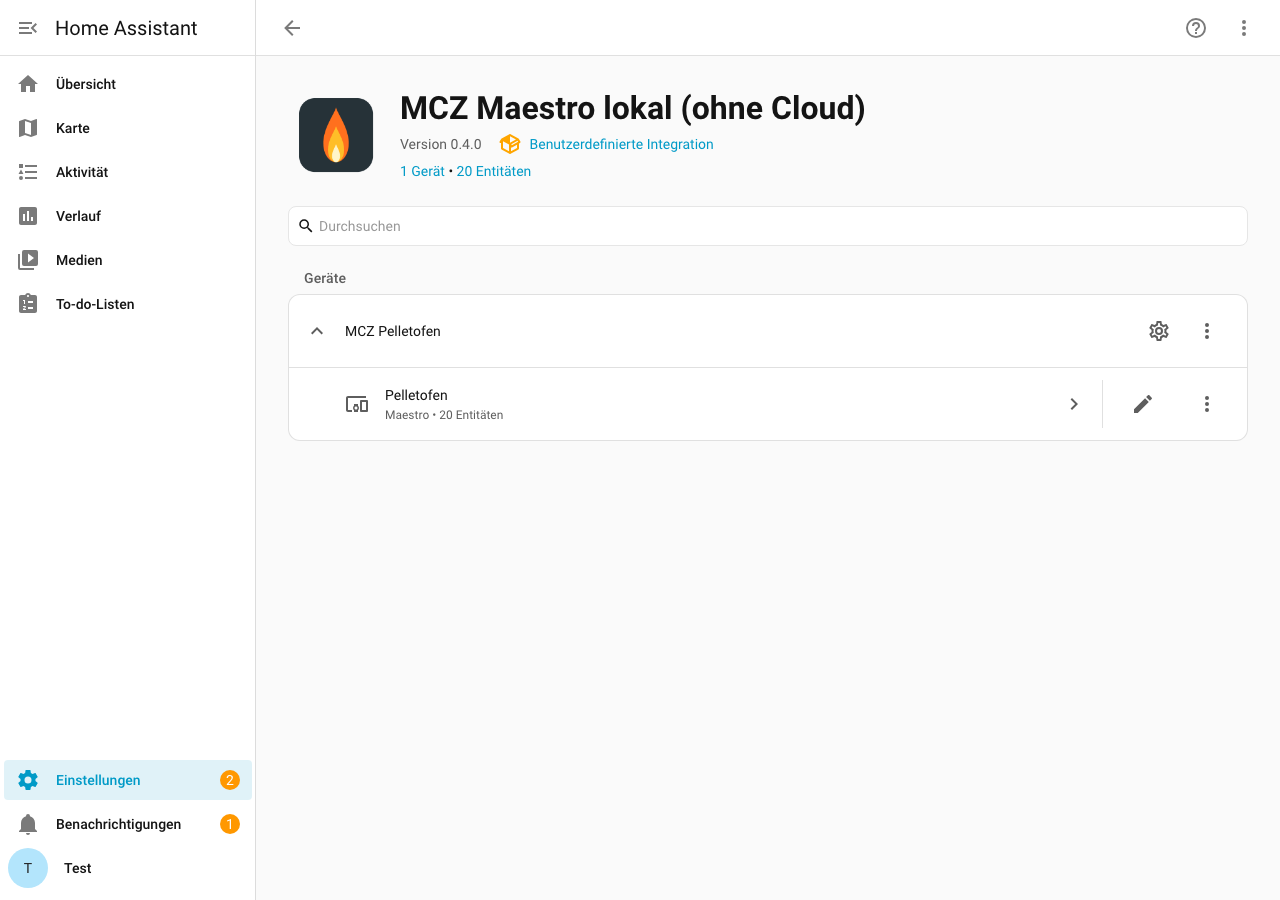 Home Assistant
Übersicht
Karte
Aktivität
Verlauf
Medien
To-do-Listen
Einstellungen 2
Benachrichtigungen 1
T Test
MCZ Maestro lokal (ohne Cloud)
Version 0.4.0 Benutzerdefinierte Integration
1 Gerät • 20 Entitäten
Durchsuchen
Geräte
MCZ Pelletofen
Pelletofen
Maestro • 20 Entitäten